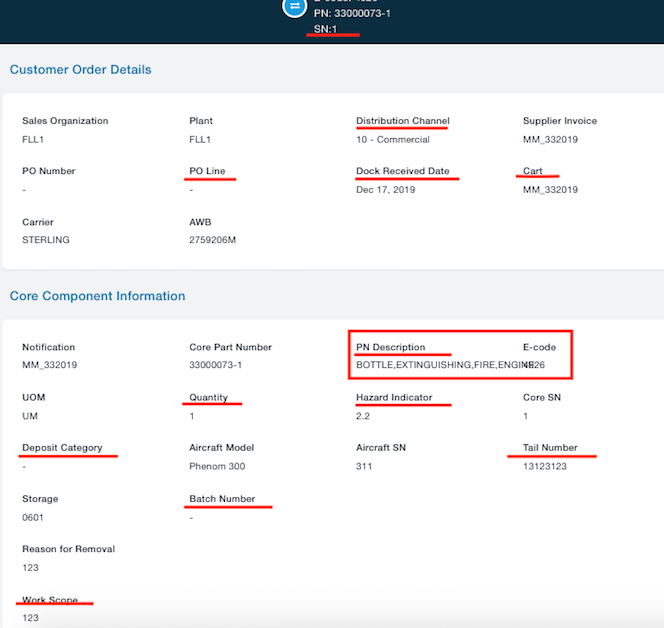 PN: 33000073-1
SN:1
Customer Order Details
Sales Organization Plant Distribution Channel Supplier Invoice
FLL1 FLL1 10 - Commercial MM_332019
PO Number PO Line Dock Received Date Cart
- - Dec 17, 2019 MM_332019
Carrier AWB
STERLING 2759206M
Core Component Information
Notification Core Part Number PN Description E-code
MM_332019 33000073-1 BOTTLE,EXTINGUISHING,FIRE,ENGINE
UOM Quantity Hazard Indicator Core SN
UM 1 2.2 1
Deposit Category Aircraft Model Aircraft SN Tail Number
- Phenom 300 311 13123123
Storage Batch Number
0601 -
Reason for Removal
123
Work Scope
123